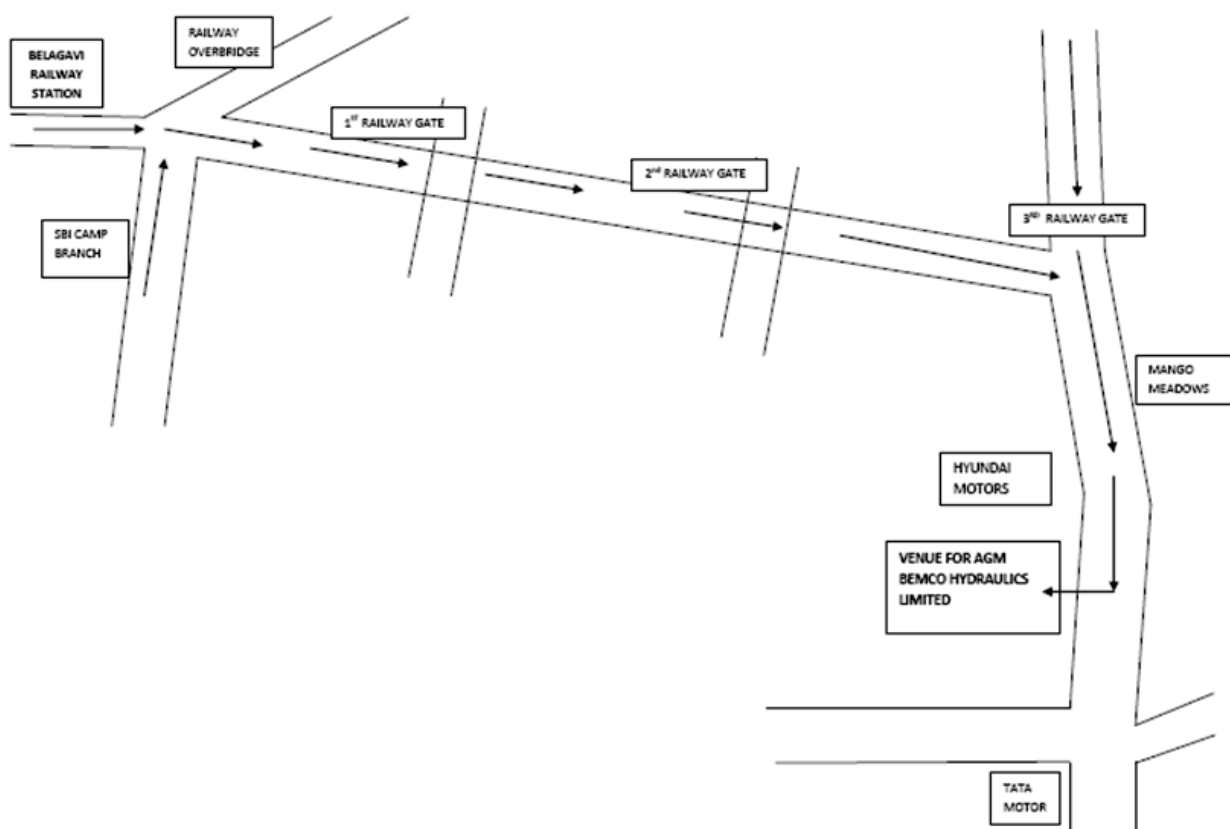 RAILWAY
OVERBRIDGE
BELAGAVI
RAILWAY
STATION
1ST RAILWAY GATE
2nd RAILWAY GATE
3RD RAILWAY GATE
SBI CAMP
BRANCH
MANGO
MEADOWS
HYUNDAI
MOTORS
VENUE FOR AGM
BEMCO HYDRAULICS
LIMITED
TATA
MOTOR